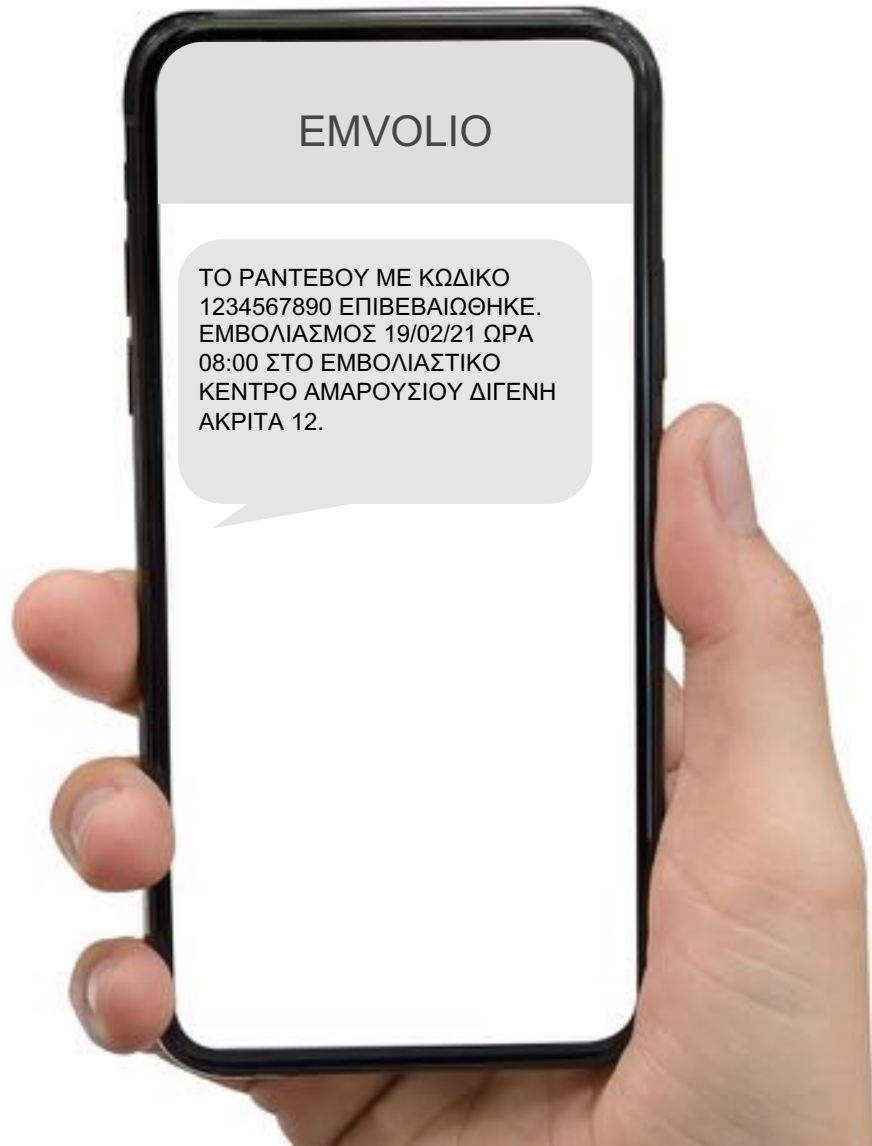 EMVOLIO
ΤΟ ΡΑΝΤΕΒΟΥ ΜΕ ΚΩΔΙΚΟ
1234567890 ΕΠΙΒΕΒΑΙΩΘΗΚΕ.
ΕΜΒΟΛΙΑΣΜΟΣ 19/02/21 ΩΡΑ
08:00 ΣΤΟ ΕΜΒΟΛΙΑΣΤΙΚΟ
ΚΕΝΤΡΟ ΑΜΑΡΟΥΣΙΟΥ ΔΙΓΕΝΗ
ΑΚΡΙΤΑ 12.